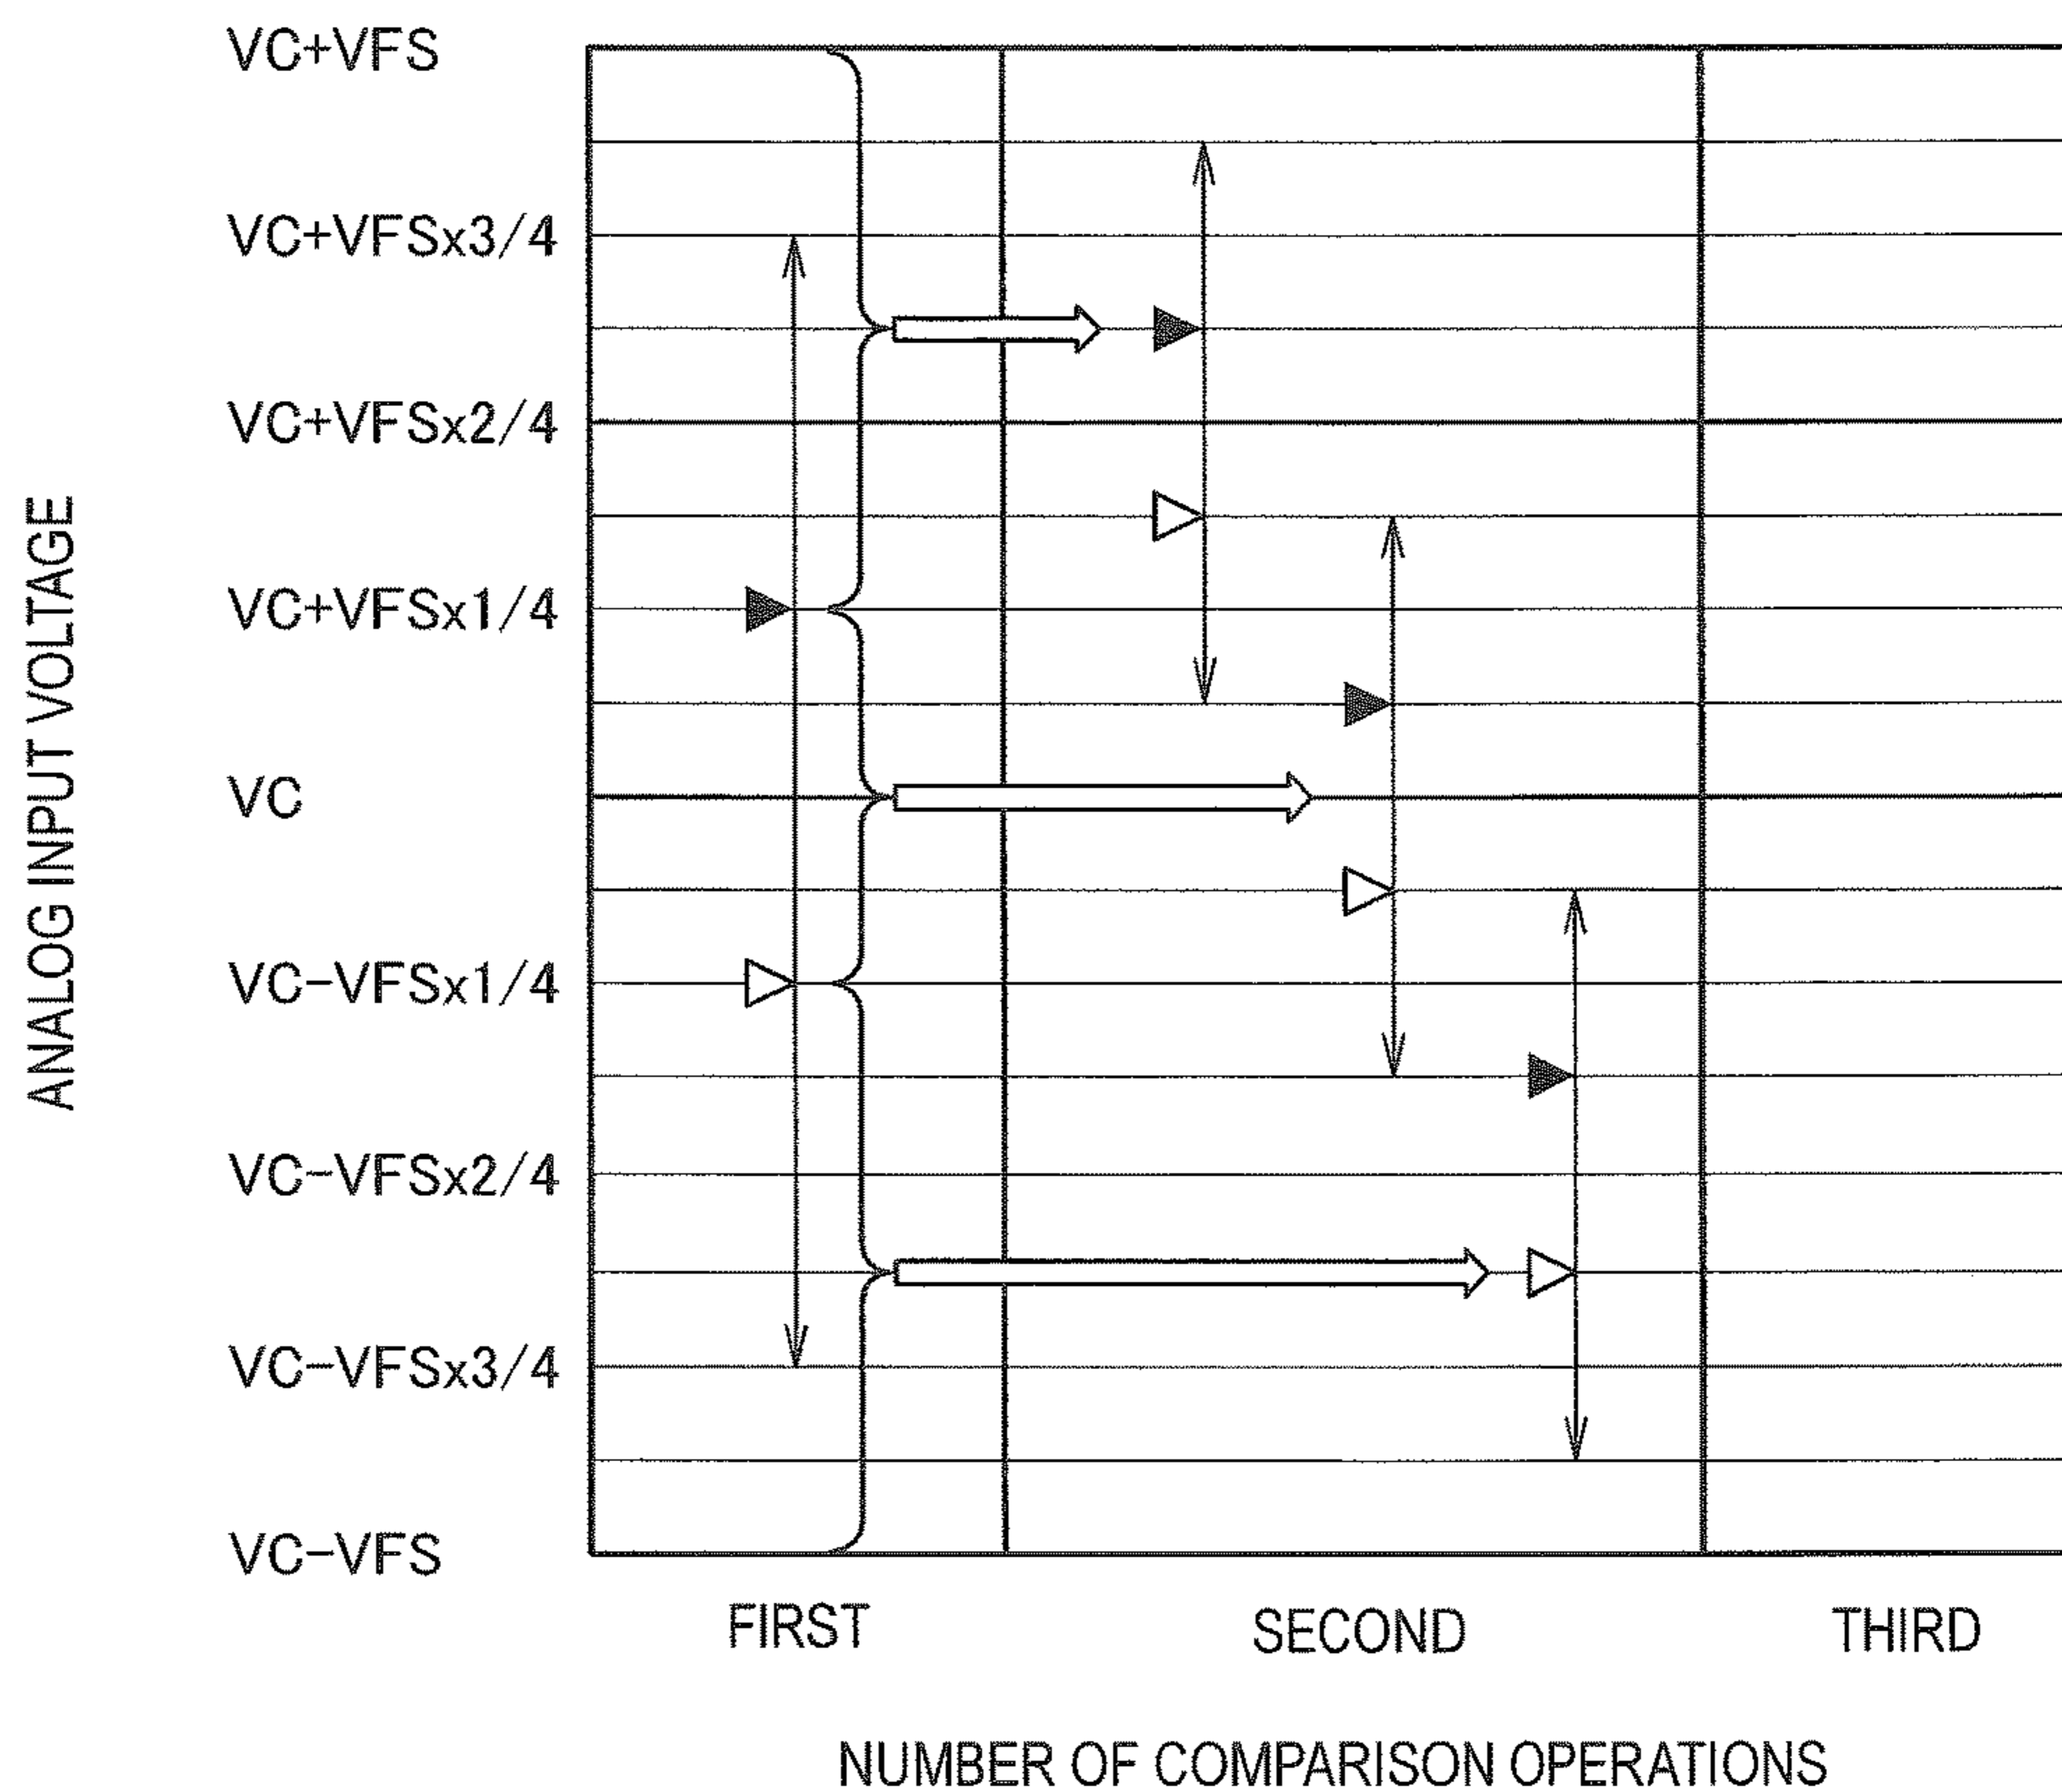 VC+VFS
VC+VFSx3/4
VC+VFSx2/4
VC+VFSx1/4
VC
VC-VFSx1/4
VC-VFSx2/4
VC-VFSx3/4
VC-VFS
ANALOG INPUT VOLTAGE
FIRST
SECOND
THIRD
NUMBER OF COMPARISON OPERATIONS